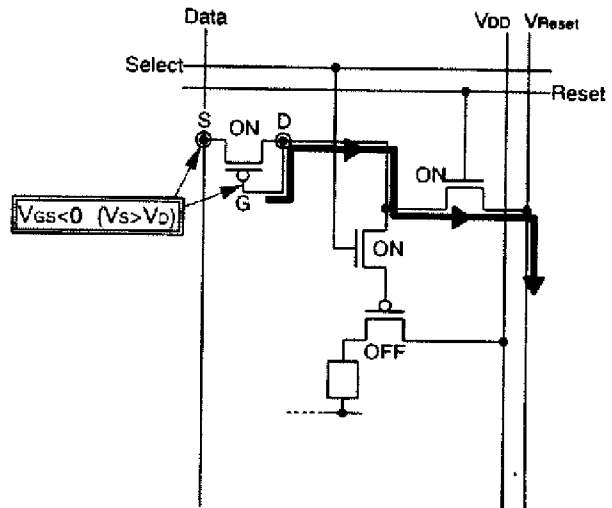 Data
VDD VReset
Select
Reset
S
ON
D
G
VGS<0 (VS>VD)
ON
ON
OFF